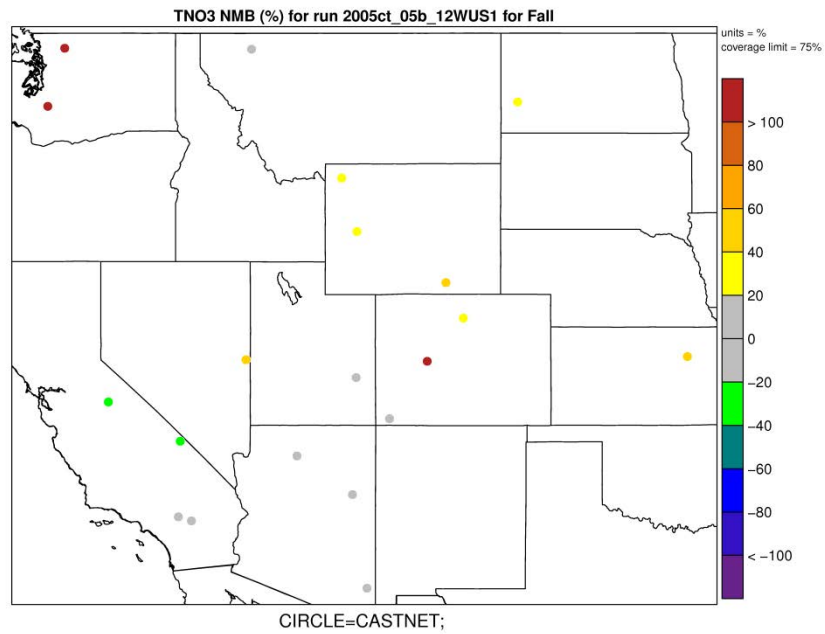 TNO3 NMB (%) for run 2005ct_05b_12WUS1 for Fall
units = %
coverage limit = 75%
> 100
80
60
40
20
0
−20
−40
−60
−80
< −100
CIRCLE=CASTNET;